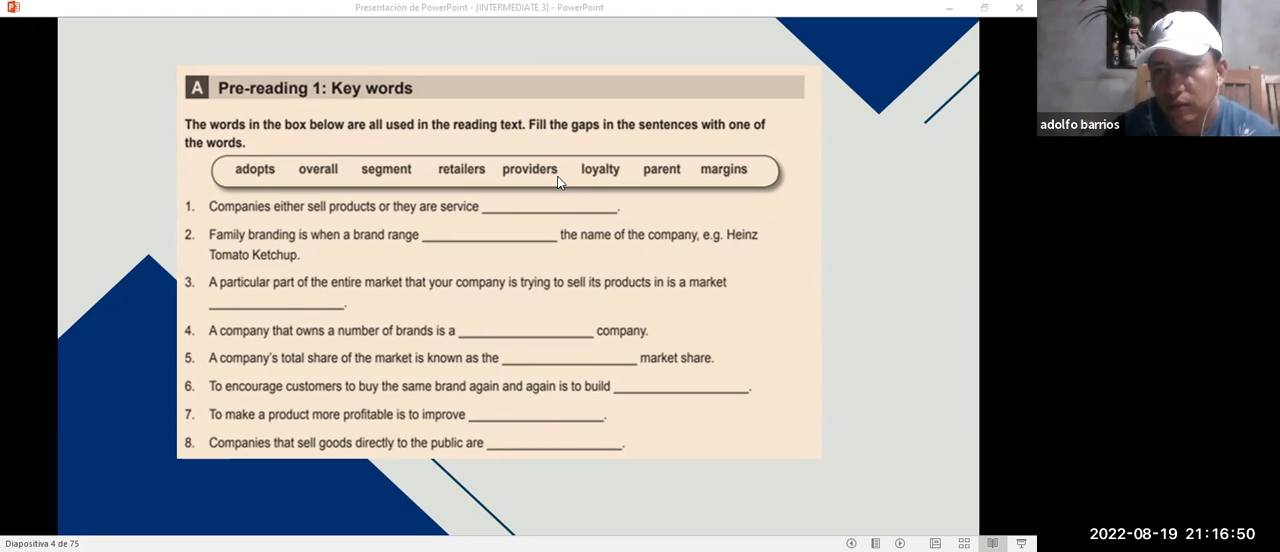 Presentación de PowerPoint - [INTERMEDIATE 3] - PowerPoint
A Pre-reading 1: Key words
The words in the box below are all used in the reading text. Fill the gaps in the sentences with one of
the words.
adopts overall segment retailers providers loyalty parent margins
1. Companies either sell products or they are service ____________________.
2. Family branding is when a brand range ____________________ the name of the company, e.g. Heinz
Tomato Ketchup.
3. A particular part of the entire market that your company is trying to sell its products in is a market
____________________.
4. A company that owns a number of brands is a ____________________ company.
5. A company's total share of the market is known as the ____________________ market share.
6. To encourage customers to buy the same brand again and again is to build ____________________.
7. To make a product more profitable is to improve ____________________.
8. Companies that sell goods directly to the public are ____________________.
adolfo barrios
2022-08-19 21:16:50
Diapositiva 4 de 75